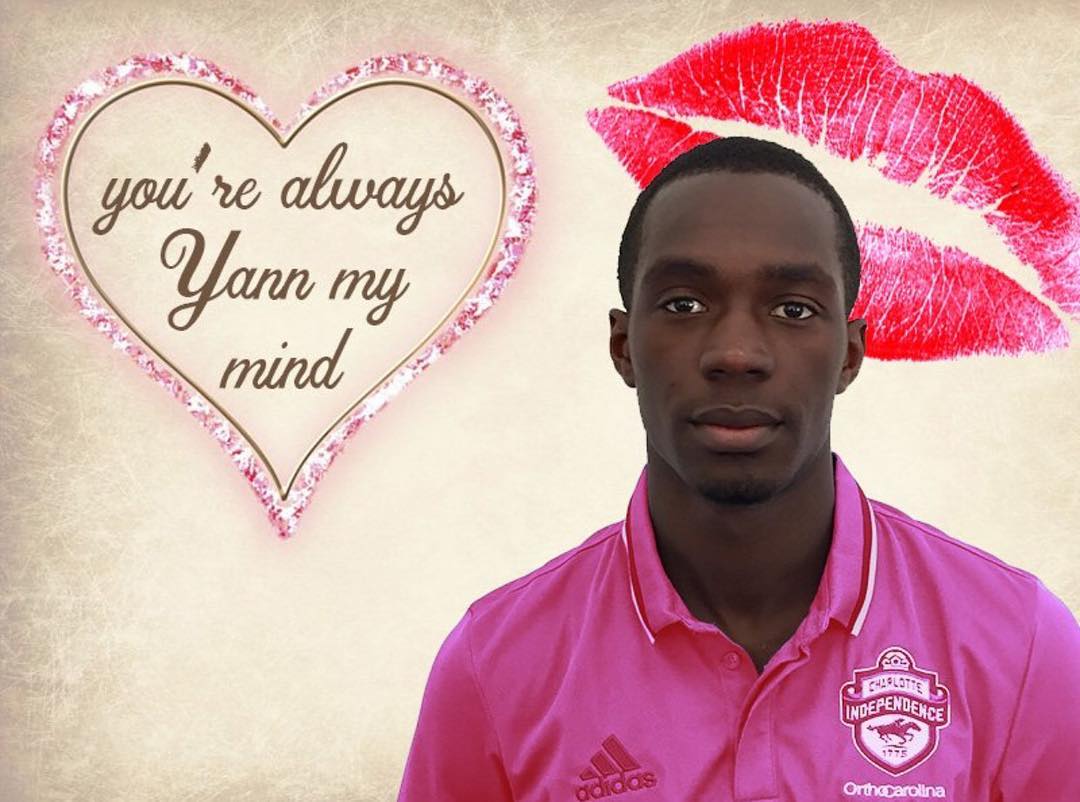 you're always
Yann my
mind
CHARLOTTE
INDEPENDENCE
1775
adidas
OrthoCarolina